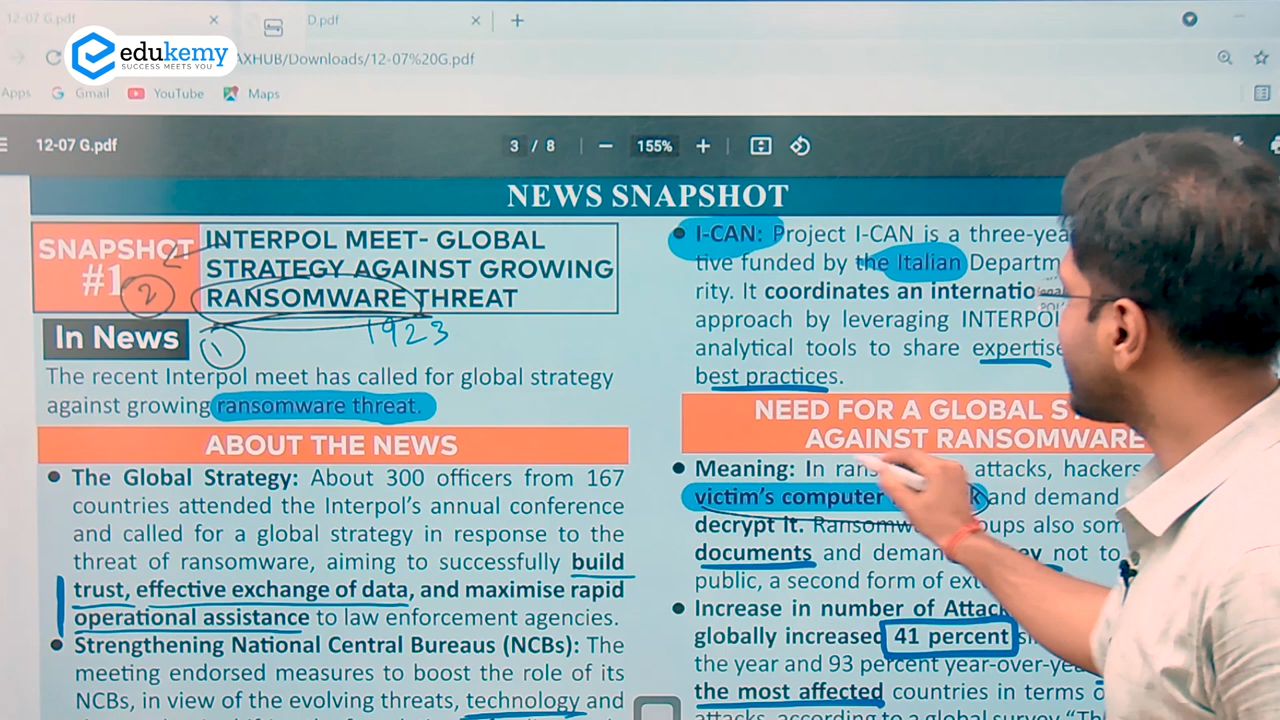 12-07 G.pdf
D.pdf
edukemy
SUCCESS MEETS YOU
AXHUB/Downloads/12-07%20G.pdf
Apps Gmail YouTube Maps
12-07 G.pdf
3 / 8
155%
NEWS SNAPSHOT
SNAPSHOT
#1
2
INTERPOL MEET- GLOBAL
STRATEGY AGAINST GROWING
RANSOMWARE THREAT
In News
1
1923
The recent Interpol meet has called for global strategy
against growing ransomware threat.
ABOUT THE NEWS
The Global Strategy: About 300 officers from 167
countries attended the Interpol's annual conference
and called for a global strategy in response to the
threat of ransomware, aiming to successfully build
trust, effective exchange of data, and maximise rapid
operational assistance to law enforcement agencies.
Strengthening National Central Bureaus (NCBs): The
meeting endorsed measures to boost the role of its
NCBs, in view of the evolving threats, technology and
I-CAN: Project I-CAN is a three-yea
tive funded by the Italian Departm
rity. It coordinates an internatio
approach by leveraging INTERPOL
analytical tools to share expertise
best practices.
NEED FOR A GLOBAL
AGAINST RANSOMWARE
Meaning: In attacks, hackers
victim's computer and demand
decrypt it. also
documents and not to
public, a second form of
Increase in number of Attac
globally increased 41 percent
the year and 93 percent year-over-yea
the most affected countries in terms
attacks, according to a global survey "Th